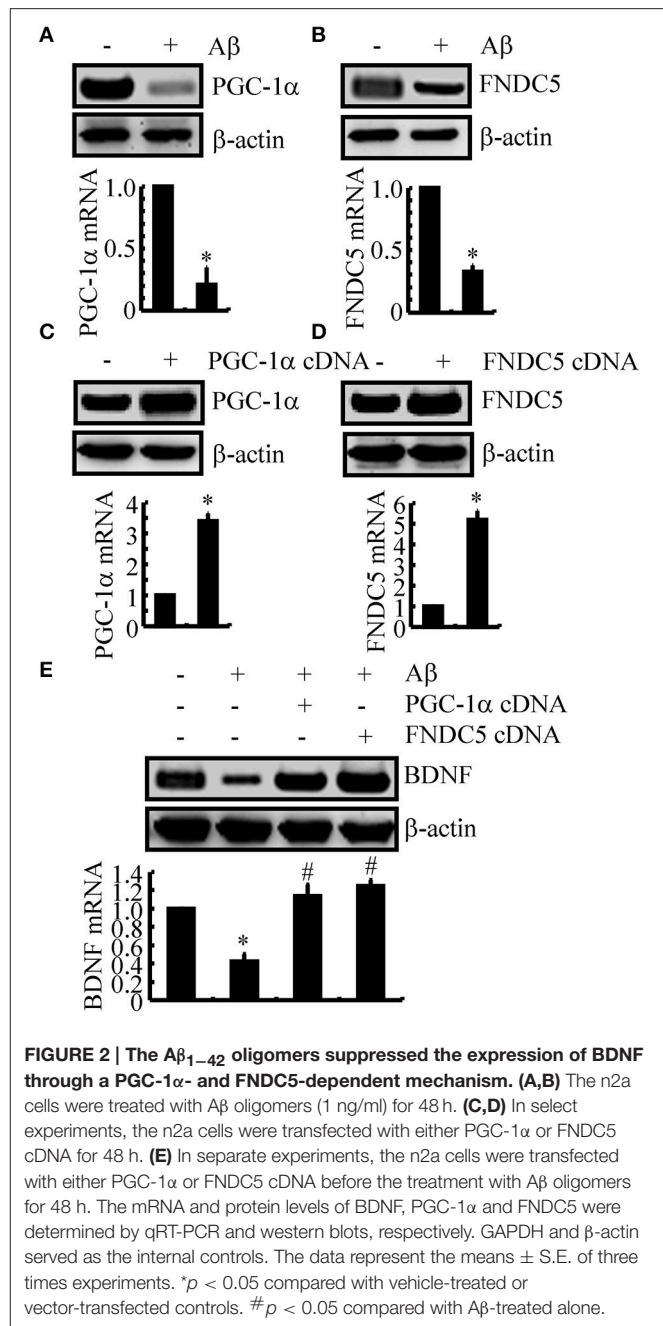 A B
- + Aβ - + Aβ
PGC-1α FNDC5
β-actin β-actin
PGC-1α mRNA 1.0 0.5 0 *
FNDC5 mRNA 1.0 0.5 0 *
C D
- + PGC-1α cDNA - + FNDC5 cDNA
PGC-1α FNDC5
β-actin β-actin
PGC-1α mRNA 4 3 2 1 0 *
FNDC5 mRNA 6 5 4 3 2 1 0 *
E
- + + + Aβ
- - + - PGC-1α cDNA
- - - + FNDC5 cDNA
BDNF
β-actin
BDNF mRNA 1.4 1.2 1.0 0.8 0.6 0.4 0.2 0 * # #
FIGURE 2 | The Aβ1–42 oligomers suppressed the expression of BDNF
through a PGC-1α- and FNDC5-dependent mechanism. (A,B) The n2a
cells were treated with Aβ oligomers (1 ng/ml) for 48 h. (C,D) In select
experiments, the n2a cells were transfected with either PGC-1α or FNDC5
cDNA for 48 h. (E) In separate experiments, the n2a cells were transfected
with either PGC-1α or FNDC5 cDNA before the treatment with Aβ oligomers
for 48 h. The mRNA and protein levels of BDNF, PGC-1α and FNDC5 were
determined by qRT-PCR and western blots, respectively. GAPDH and β-actin
served as the internal controls. The data represent the means ± S.E. of three
times experiments. *p < 0.05 compared with vehicle-treated or
vector-transfected controls. #p < 0.05 compared with Aβ-treated alone.